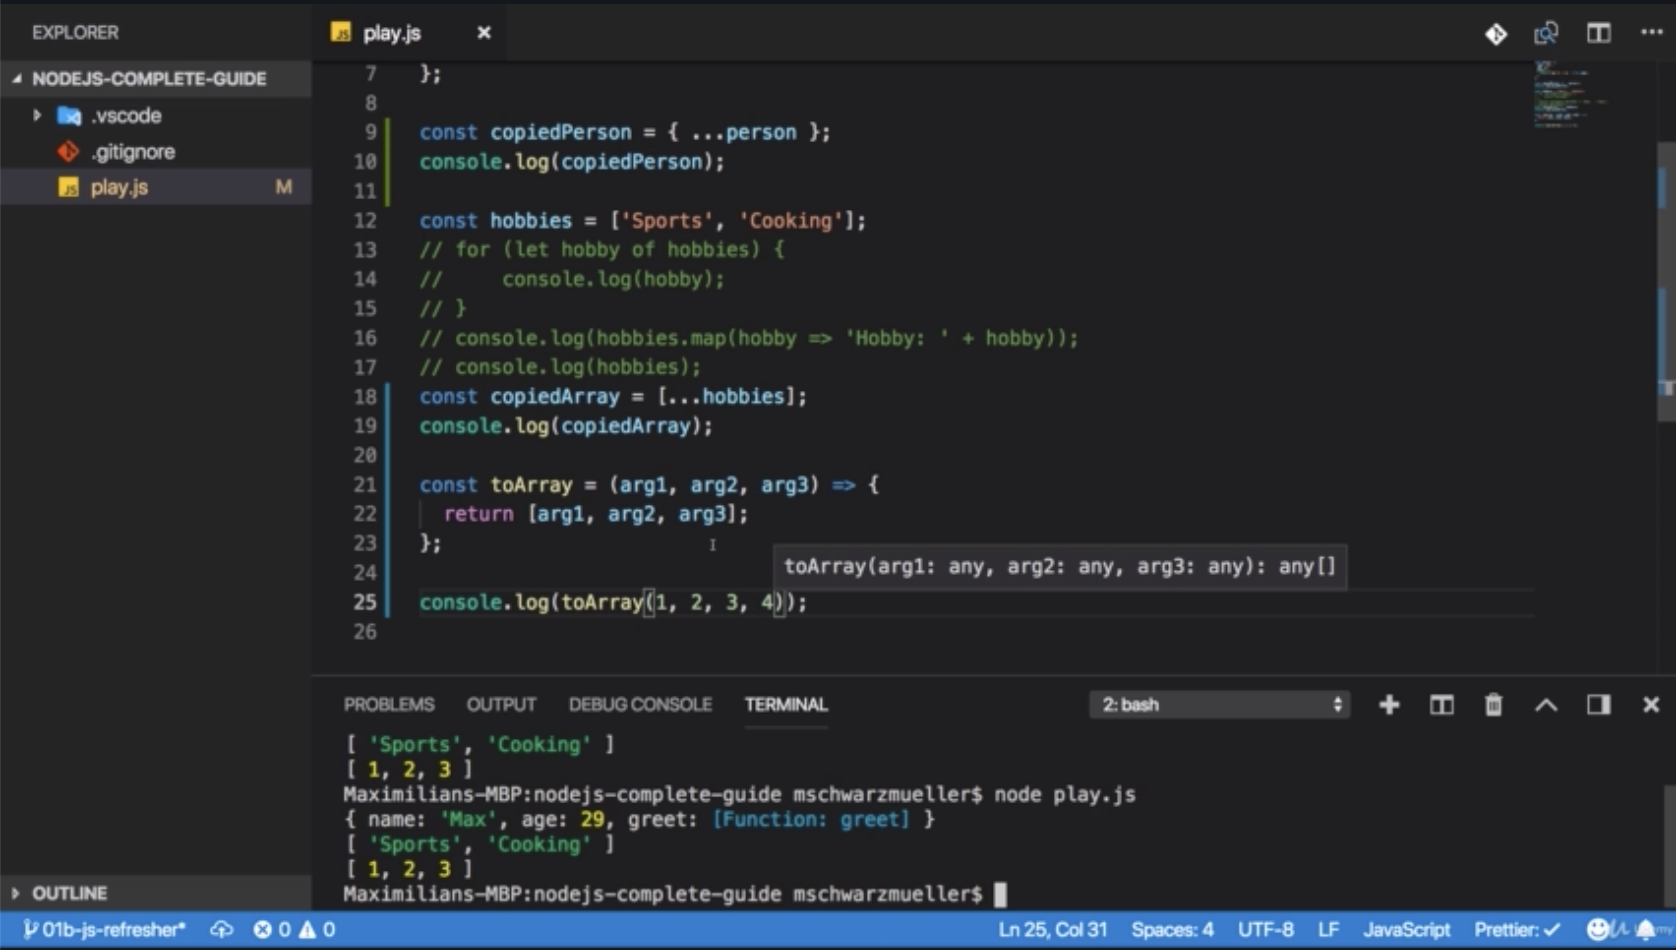 EXPLORER
play.js
NODEJS-COMPLETE-GUIDE
.vscode
.gitignore
play.js M
7 };
8
9 const copiedPerson = { ...person };
10 console.log(copiedPerson);
11
12 const hobbies = ['Sports', 'Cooking'];
13 // for (let hobby of hobbies) {
14 //     console.log(hobby);
15 // }
16 // console.log(hobbies.map(hobby => 'Hobby: ' + hobby));
17 // console.log(hobbies);
18 const copiedArray = [...hobbies];
19 console.log(copiedArray);
20
21 const toArray = (arg1, arg2, arg3) => {
22   return [arg1, arg2, arg3];
23 };
24
toArray(arg1: any, arg2: any, arg3: any): any[]
25 console.log(toArray(1, 2, 3, 4));
26
PROBLEMS OUTPUT DEBUG CONSOLE TERMINAL 2: bash
[ 'Sports', 'Cooking' ]
[ 1, 2, 3 ]
Maximilians-MBP:nodejs-complete-guide mschwarzmueller$ node play.js
{ name: 'Max', age: 29, greet: [Function: greet] }
[ 'Sports', 'Cooking' ]
[ 1, 2, 3 ]
Maximilians-MBP:nodejs-complete-guide mschwarzmueller$
OUTLINE
01b-js-refresher* 0 0 Ln 25, Col 31 Spaces: 4 UTF-8 LF JavaScript Prettier: ✓